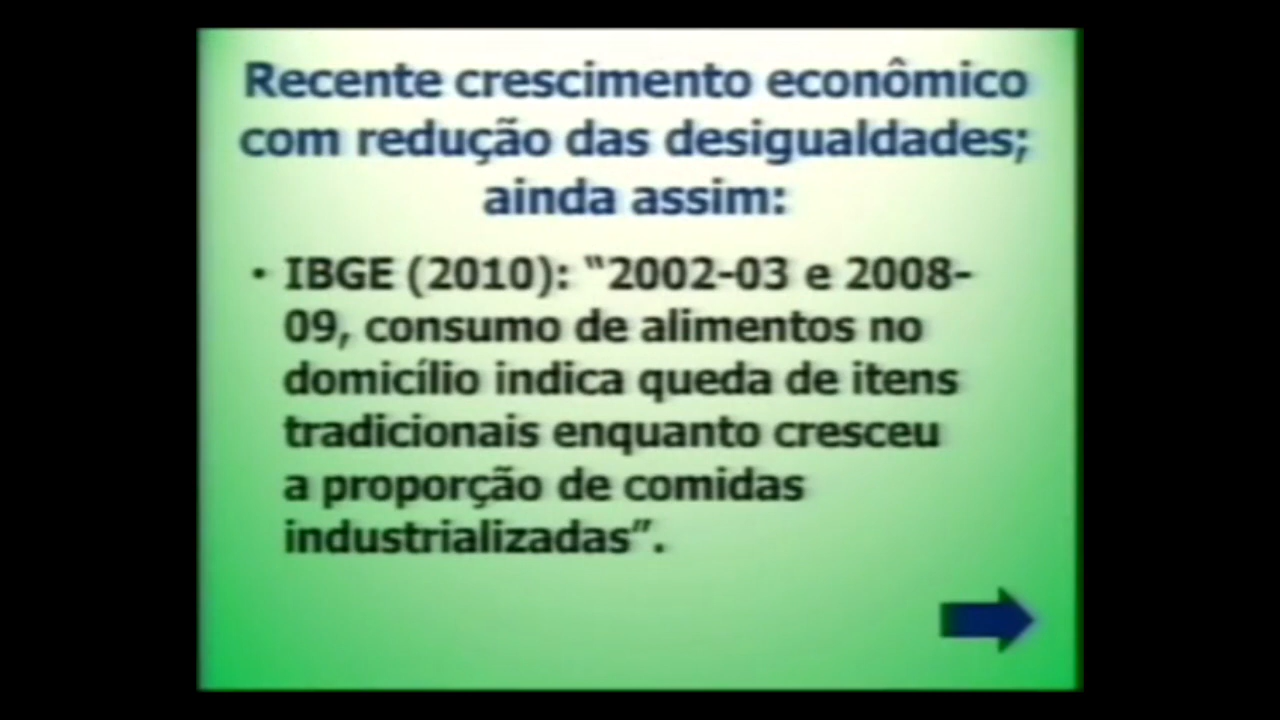 Recente crescimento econômico
com redução das desigualdades;
ainda assim:
• IBGE (2010): “2002-03 e 2008-
09, consumo de alimentos no
domicílio indica queda de itens
tradicionais enquanto cresceu
a proporção de comidas
industrializadas”.